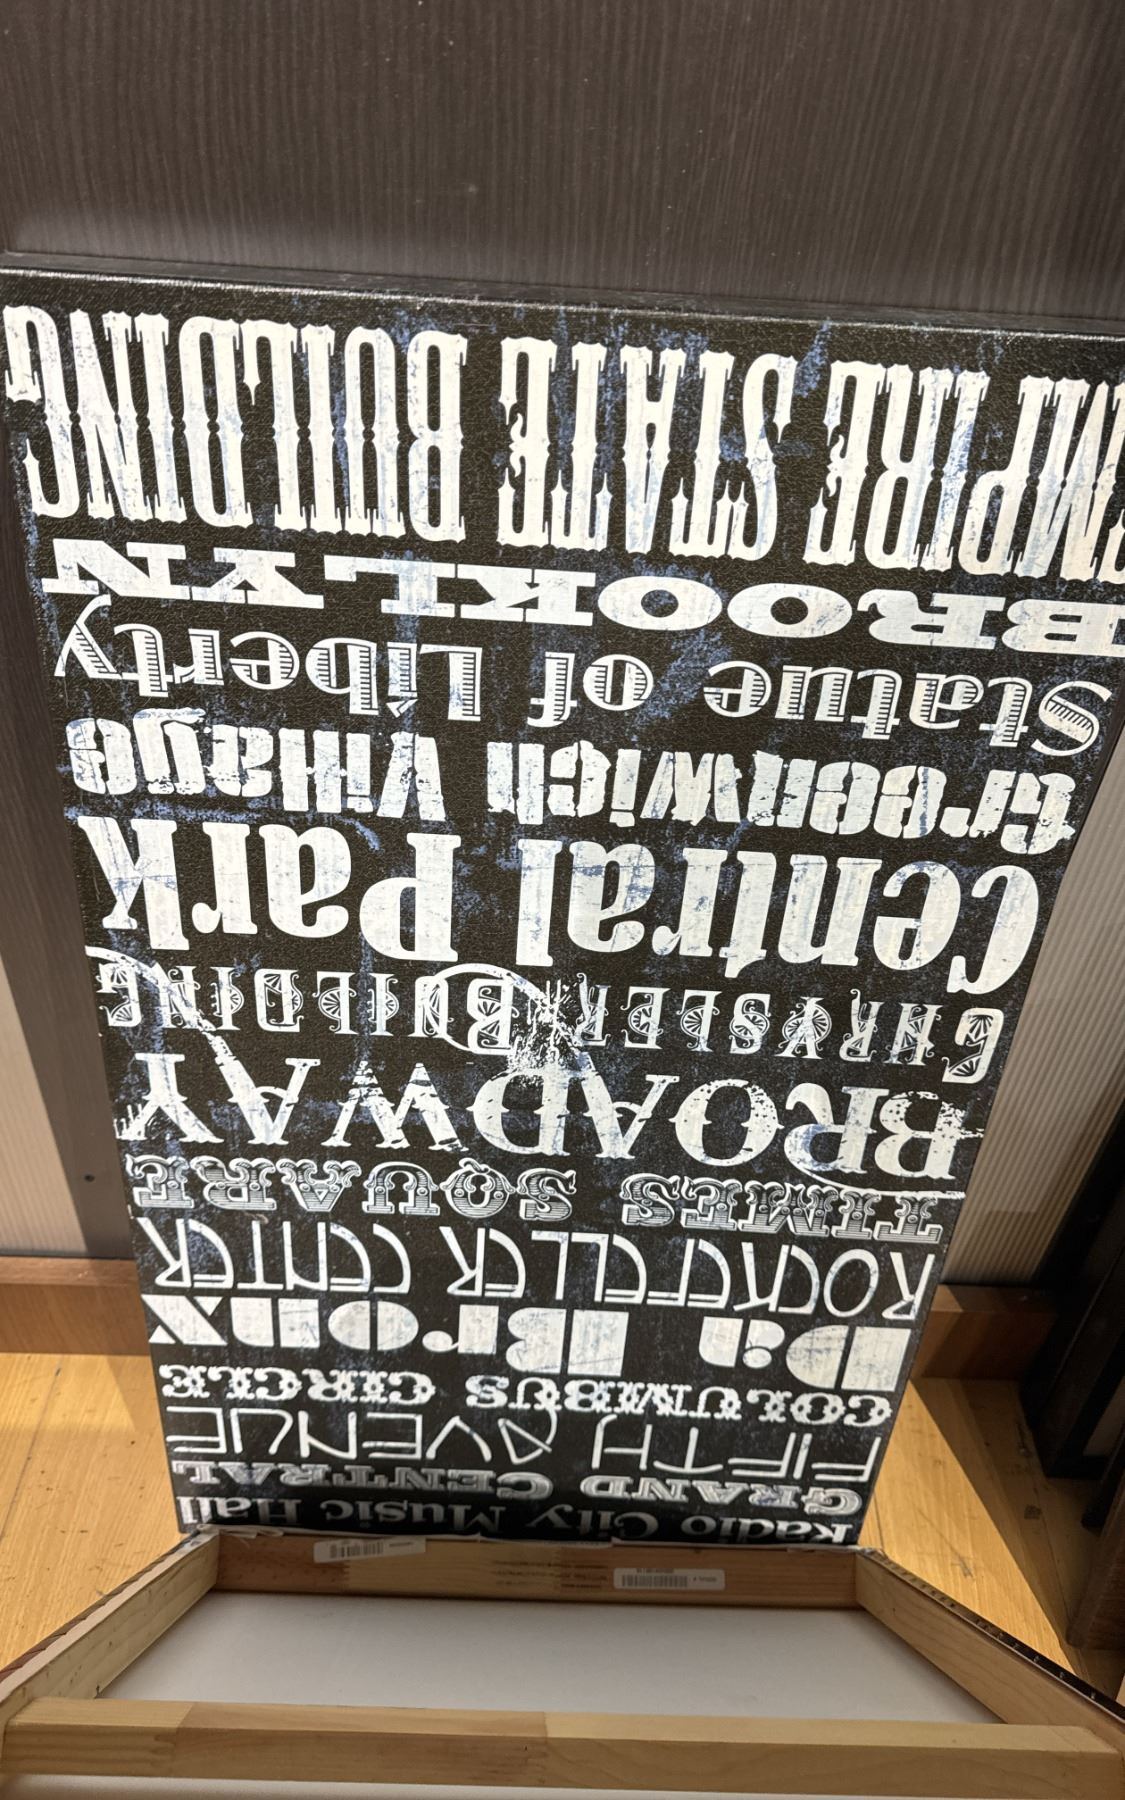 Radio City Music Hall
GRAND CENTRAL
FIFTH AVENUE
COLUMBUS CIRCLE
Da Bronx
ROCKEFELLER CENTER
TIMES SQUARE
BROADWAY
CHRYSLER BUILDING
Central Park
Greenwich Village
Statue of Liberty
BROOKLYN
EMPIRE STATE BUILDING